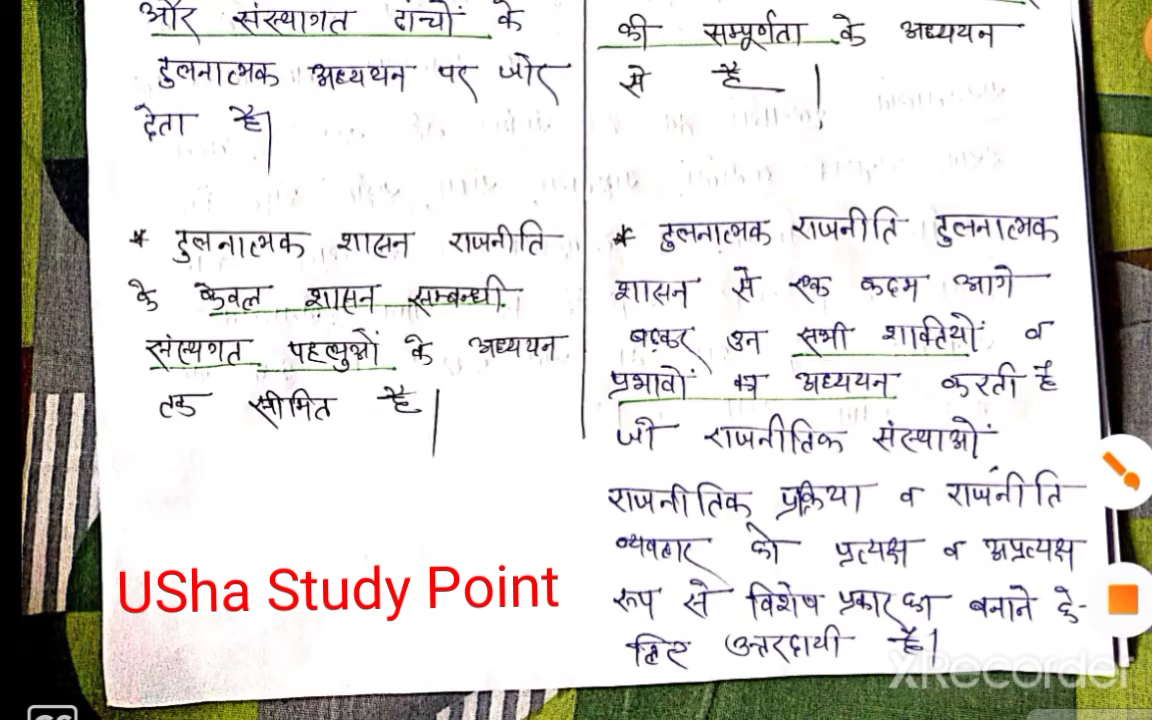 और संस्थागत ढांचों के
तुलनात्मक अध्ययन पर जोर
देता है|
* तुलनात्मक शासन राजनीति
के केवल शासन सम्बन्धी
संस्थगत पहलुओं के अध्ययन
तक सीमित है|
USha Study Point
की सम्पूर्णता के अध्ययन
से है|
* तुलनात्मक राजनीति तुलनात्मक
शासन से एक कदम आगे
बढ़कर उन सभी शक्तियों व
प्रभावों का अध्ययन करती है
जो राजनीतिक संस्थाओं
राजनीतिक प्रक्रिया व राजनीति
व्यवहार को प्रत्यक्ष व अप्रत्यक्ष
रूप से विशेष प्रकार का बनाने के-
लिए उत्तरदायी है|
XRecorder